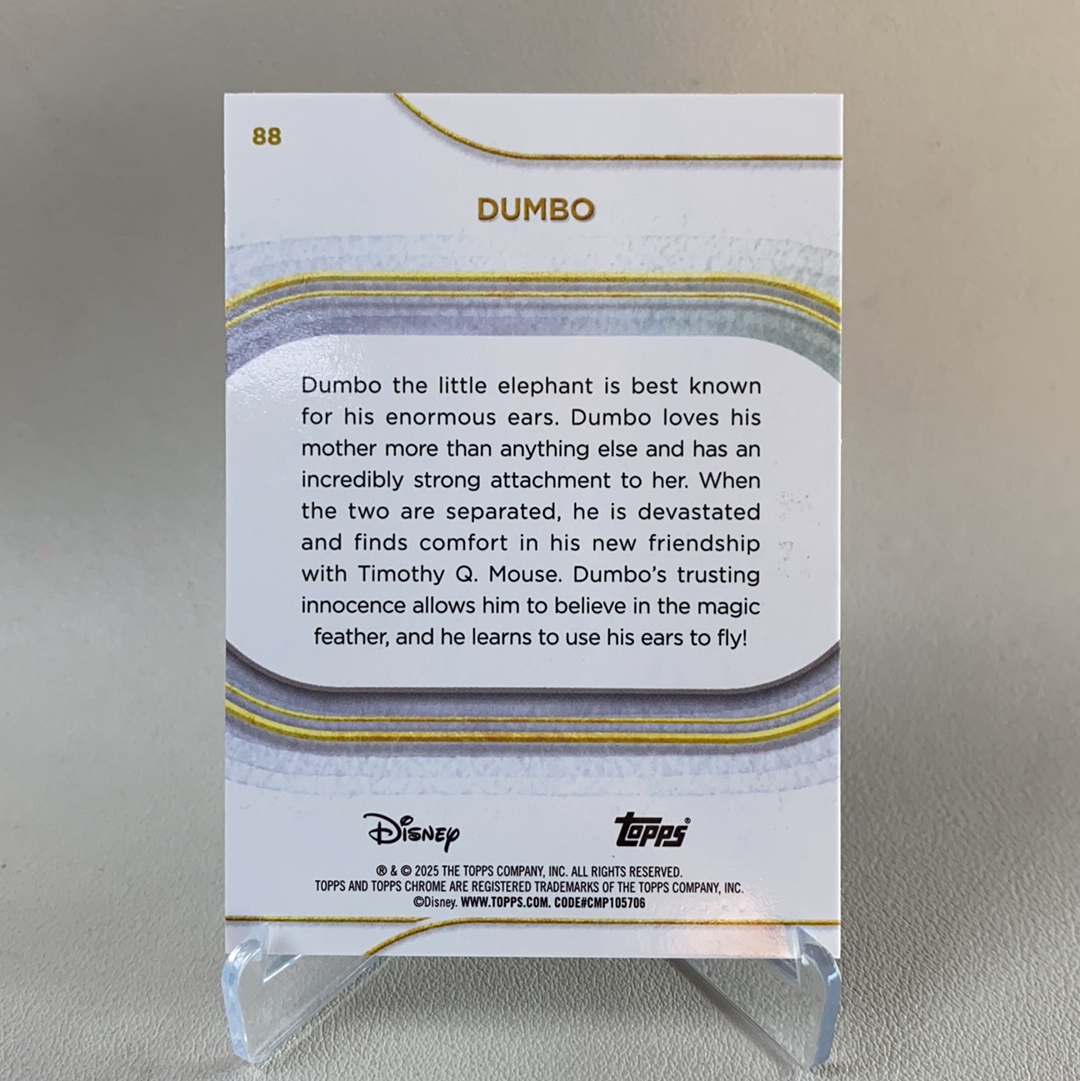 88
DUMBO
Dumbo the little elephant is best known
for his enormous ears. Dumbo loves his
mother more than anything else and has an
incredibly strong attachment to her. When
the two are separated, he is devastated
and finds comfort in his new friendship
with Timothy Q. Mouse. Dumbo's trusting
innocence allows him to believe in the magic
feather, and he learns to use his ears to fly!
Disney Topps®
® & © 2025 THE TOPPS COMPANY, INC. ALL RIGHTS RESERVED.
TOPPS AND TOPPS CHROME ARE REGISTERED TRADEMARKS OF THE TOPPS COMPANY, INC.
©Disney. WWW.TOPPS.COM. CODE#CMP105706